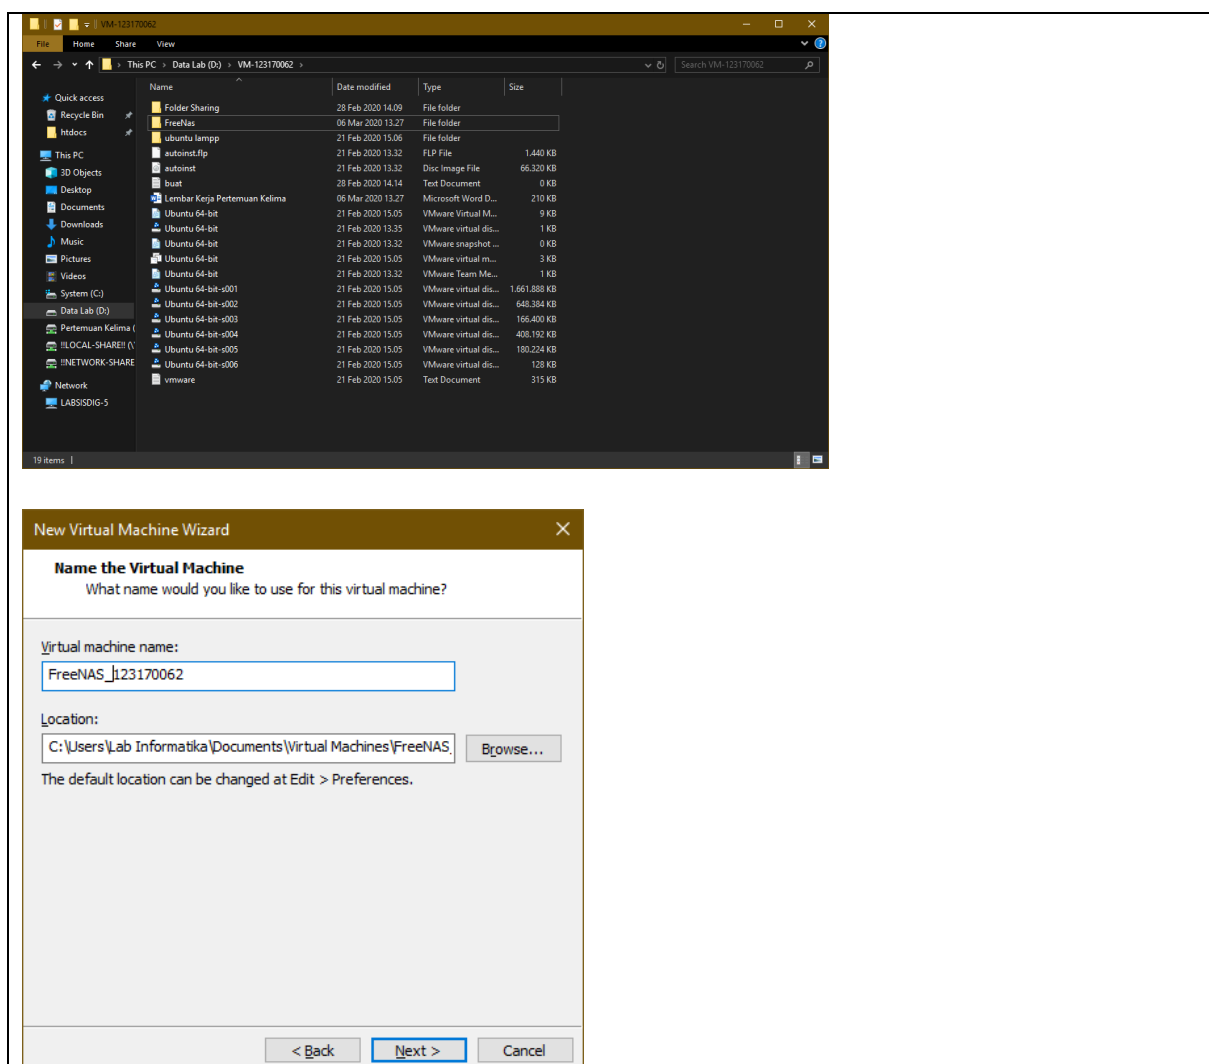 VM-123170062
File Home Share View
This PC > Data Lab (D:) > VM-123170062 >
Search VM-123170062
Name Date modified Type Size
Quick access
Recycle Bin
htdocs
This PC
3D Objects
Desktop
Documents
Downloads
Music
Pictures
Videos
System (C:)
Data Lab (D:)
Pertemuan Kelima (
!!LOCAL-SHARE!! (\
!!NETWORK-SHARE
Network
LABSISDIG-5
Folder Sharing 28 Feb 2020 14.09 File folder
FreeNas 06 Mar 2020 13.27 File folder
ubuntu lampp 21 Feb 2020 15.06 File folder
autoinst.flp 21 Feb 2020 13.32 FLP File 1.440 KB
autoinst 21 Feb 2020 13.32 Disc Image File 66.320 KB
buat 28 Feb 2020 14.14 Text Document 0 KB
Lembar Kerja Pertemuan Kelima 06 Mar 2020 13.27 Microsoft Word D... 210 KB
Ubuntu 64-bit 21 Feb 2020 15.05 VMware Virtual M... 9 KB
Ubuntu 64-bit 21 Feb 2020 13.35 VMware virtual dis... 1 KB
Ubuntu 64-bit 21 Feb 2020 13.32 VMware snapshot ... 0 KB
Ubuntu 64-bit 21 Feb 2020 15.05 VMware virtual m... 3 KB
Ubuntu 64-bit 21 Feb 2020 13.32 VMware Team Me... 1 KB
Ubuntu 64-bit-s001 21 Feb 2020 15.05 VMware virtual dis... 1.661.888 KB
Ubuntu 64-bit-s002 21 Feb 2020 15.05 VMware virtual dis... 648.384 KB
Ubuntu 64-bit-s003 21 Feb 2020 15.05 VMware virtual dis... 166.400 KB
Ubuntu 64-bit-s004 21 Feb 2020 15.05 VMware virtual dis... 408.192 KB
Ubuntu 64-bit-s005 21 Feb 2020 15.05 VMware virtual dis... 180.224 KB
Ubuntu 64-bit-s006 21 Feb 2020 15.05 VMware virtual dis... 128 KB
vmware 21 Feb 2020 15.05 Text Document 315 KB
19 items
New Virtual Machine Wizard
Name the Virtual Machine
What name would you like to use for this virtual machine?
Virtual machine name:
FreeNAS_123170062
Location:
C:\Users\Lab Informatika\Documents\Virtual Machines\FreeNAS_
Browse...
The default location can be changed at Edit > Preferences.
< Back Next > Cancel